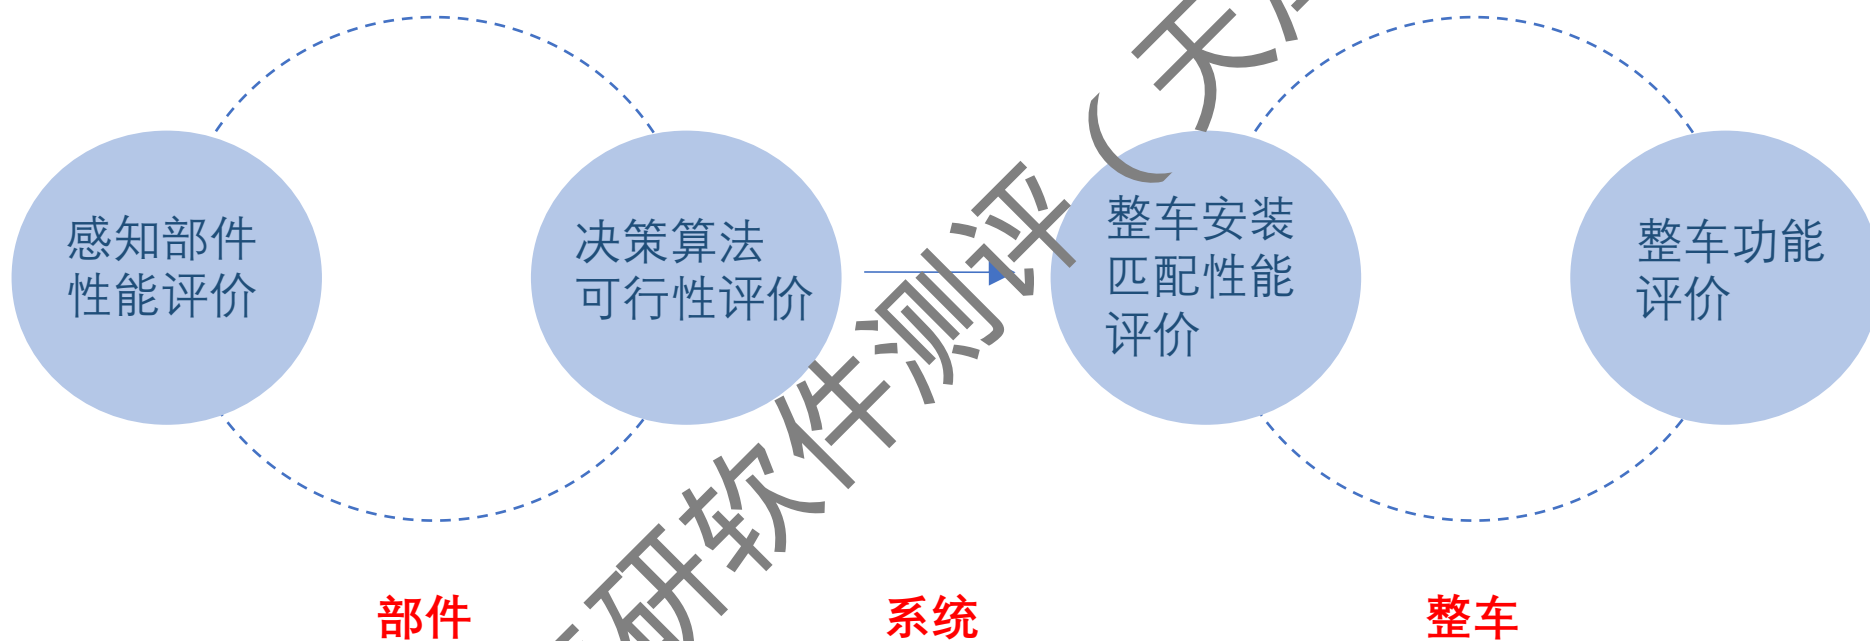 感知部件
性能评价
决策算法
可行性评价
整车安装
匹配性能
评价
整车功能
评价
部件
系统
整车
研软件测评（天